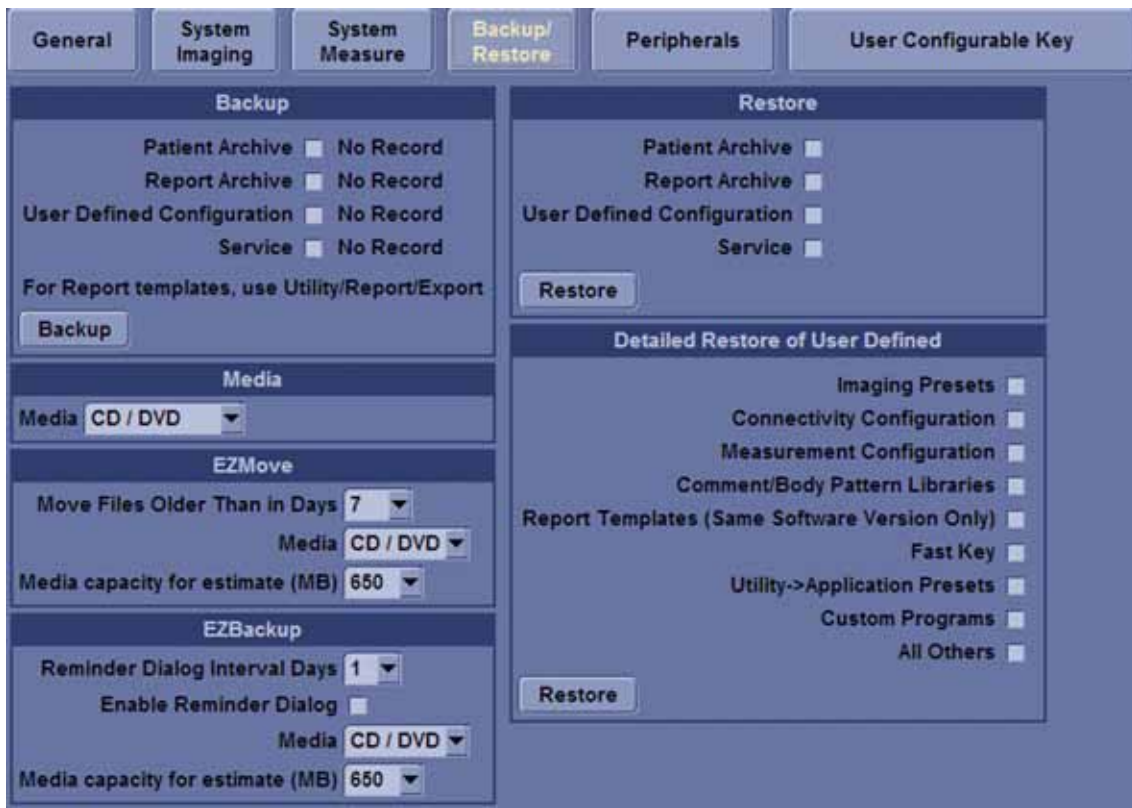 General
System Imaging
System Measure
Backup/ Restore
Peripherals
User Configurable Key
Backup
Patient Archive No Record
Report Archive No Record
User Defined Configuration No Record
Service No Record
For Report templates, use Utility/Report/Export
Backup
Media
Media CD / DVD
EZMove
Move Files Older Than in Days 7
Media CD / DVD
Media capacity for estimate (MB) 650
EZBackup
Reminder Dialog Interval Days 1
Enable Reminder Dialog
Media CD / DVD
Media capacity for estimate (MB) 650
Restore
Patient Archive
Report Archive
User Defined Configuration
Service
Restore
Detailed Restore of User Defined
Imaging Presets
Connectivity Configuration
Measurement Configuration
Comment/Body Pattern Libraries
Report Templates (Same Software Version Only)
Fast Key
Utility->Application Presets
Custom Programs
All Others
Restore